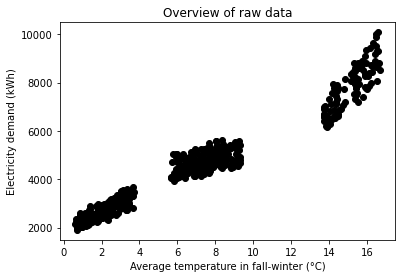 Overview of raw data
10000
8000
6000
4000
2000
Electricity demand (kWh)
0 2 4 6 8 10 12 14 16
Average temperature in fall-winter (°C)